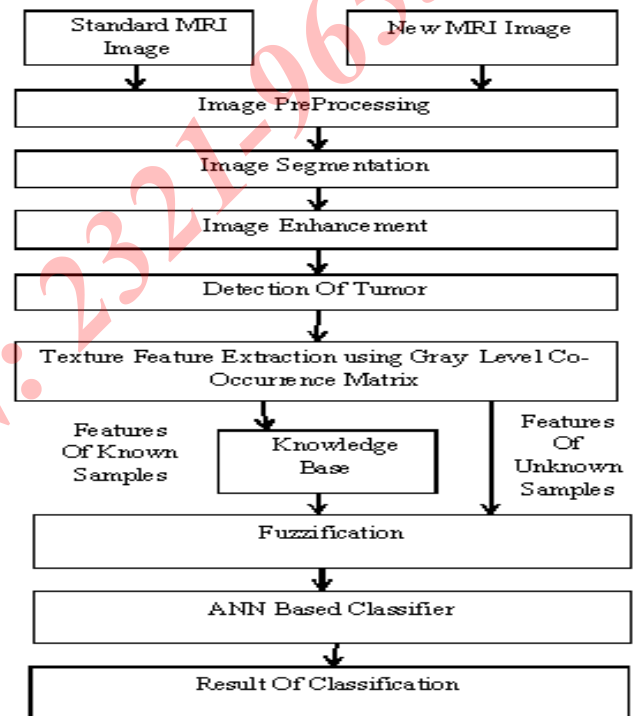 Standard MRI
Image
New MRI Image
Image PreProcessing
Image Segmentation
Image Enhancement
Detection Of Tumor
Texture Feature Extraction using Gray Level Co-
Occurrence Matrix
Features
Of Known
Samples
Knowledge
Base
Features
Of
Unknown
Samples
Fuzzification
ANN Based Classifier
Result Of Classification
: 2321-965